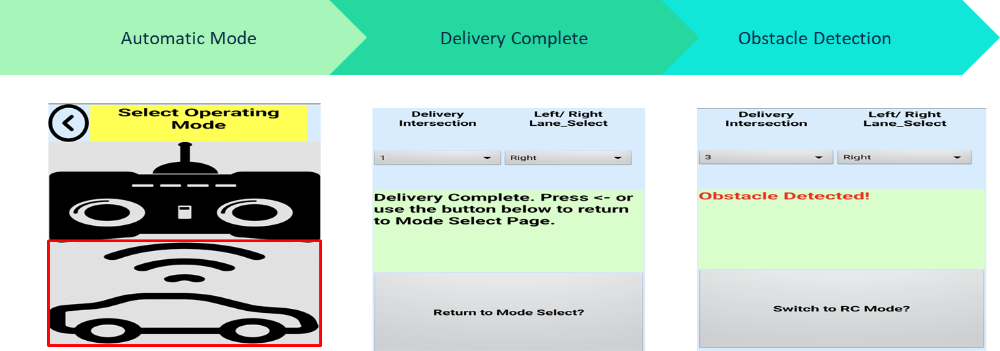 Automatic Mode
Delivery Complete
Obstacle Detection
Select Operating
Mode
Delivery
Intersection
Left/ Right
Lane_Select
1
Right
Delivery Complete. Press <- or
use the button below to return
to Mode Select Page.
Return to Mode Select?
Delivery
Intersection
Left/ Right
Lane_Select
3
Right
Obstacle Detected!
Switch to RC Mode?